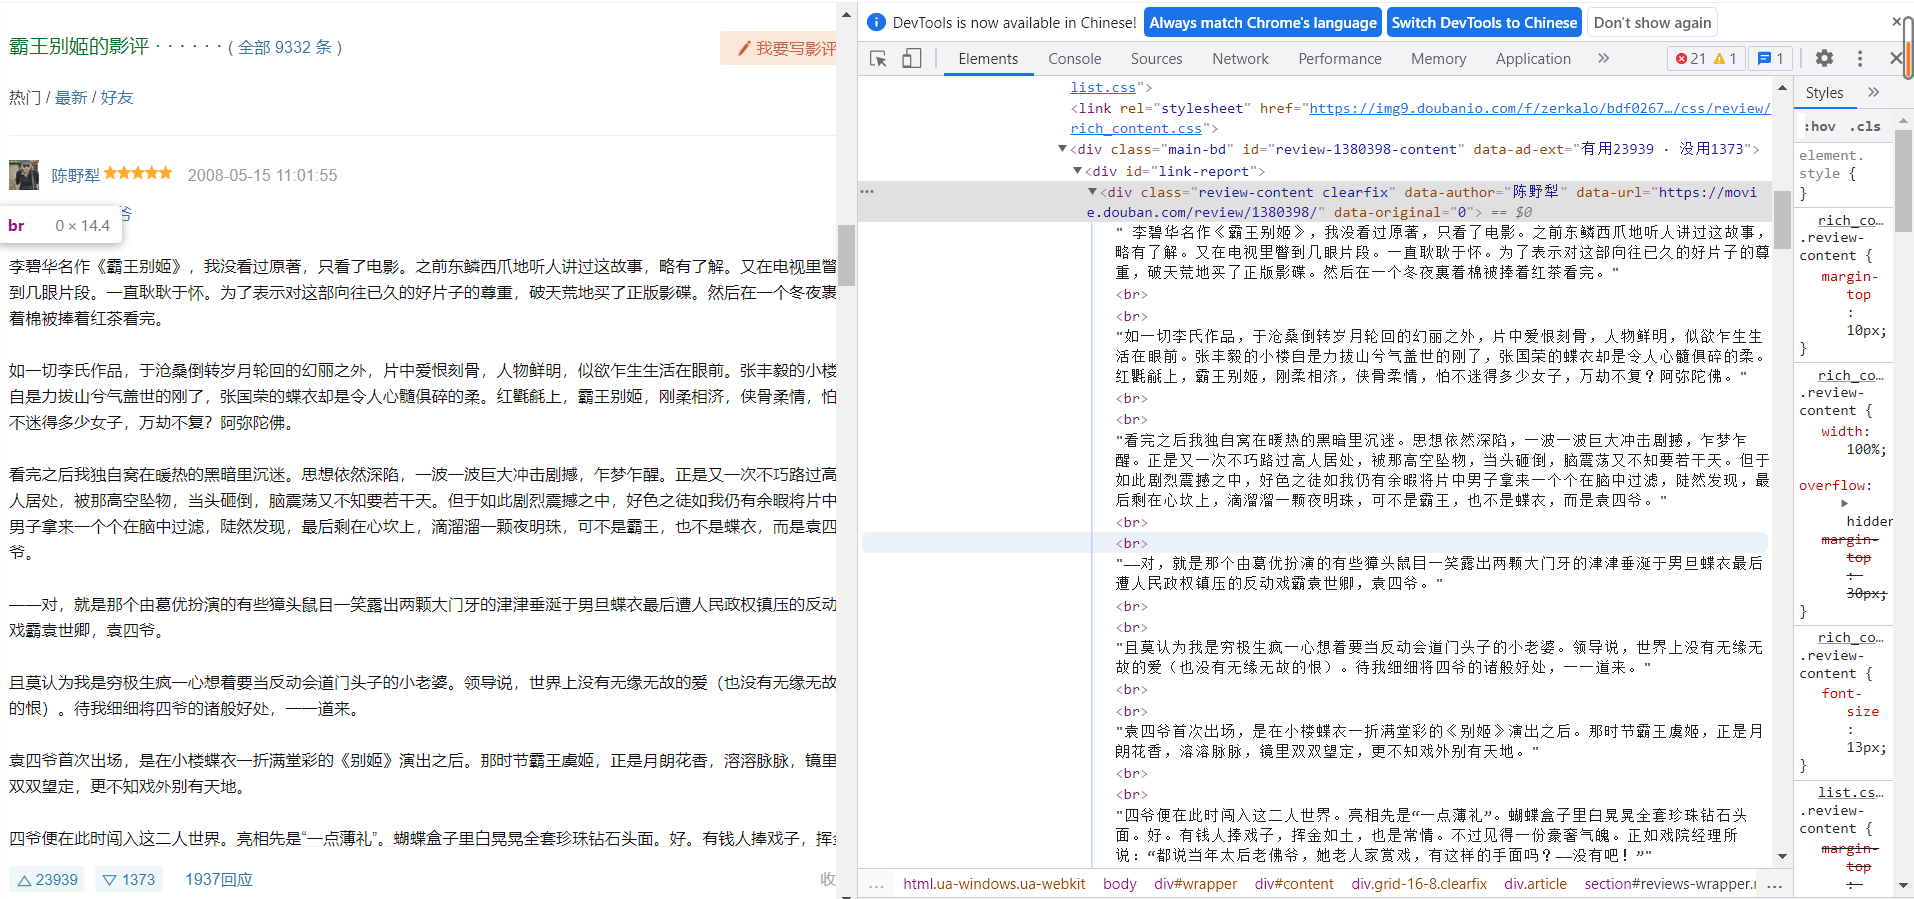 霸王别姬的影评 · · · · · · ( 全部 9332 条 )
我要写影评
热门 / 最新 / 好友
陈野犁 2008-05-15 11:01:55
爷
br 0 × 14.4
李碧华名作《霸王别姬》，我没看过原著，只看了电影。之前东鳞西爪地听人讲过这故事，略有了解。又在电视里瞥
到几眼片段。一直耿耿于怀。为了表示对这部向往已久的好片子的尊重，破天荒地买了正版影碟。然后在一个冬夜裹
着棉被捧着红茶看完。
如一切李氏作品，于沧桑倒转岁月轮回的幻丽之外，片中爱恨刻骨，人物鲜明，似欲乍生生活在眼前。张丰毅的小楼
自是力拔山兮气盖世的刚了，张国荣的蝶衣却是令人心髓俱碎的柔。红氍毹上，霸王别姬，刚柔相济，侠骨柔情，怕
不迷得多少女子，万劫不复？阿弥陀佛。
看完之后我独自窝在暖热的黑暗里沉迷。思想依然深陷，一波一波巨大冲击剧撼，乍梦乍醒。正是又一次不巧路过高
人居处，被那高空坠物，当头砸倒，脑震荡又不知要若干天。但于如此剧烈震撼之中，好色之徒如我仍有余暇将片中
男子拿来一个个在脑中过滤，陡然发现，最后剩在心坎上，滴溜溜一颗夜明珠，可不是霸王，也不是蝶衣，而是袁四
爷。
——对，就是那个由葛优扮演的有些獐头鼠目一笑露出两颗大门牙的津津垂涎于男旦蝶衣最后遭人民政权镇压的反动
戏霸袁世卿，袁四爷。
且莫认为我是穷极生疯一心想着要当反动会道门头子的小老婆。领导说，世界上没有无缘无故的爱（也没有无缘无故
的恨）。待我细细将四爷的诸般好处，一一道来。
袁四爷首次出场，是在小楼蝶衣一折满堂彩的《别姬》演出之后。那时节霸王虞姬，正是月朗花香，溶溶脉脉，镜里
双双望定，更不知戏外别有天地。
四爷便在此时闯入这二人世界。亮相先是“一点薄礼”。蝴蝶盒子里白晃晃全套珍珠钻石头面。好。有钱人捧戏子，挥金
23939 1373 1937回应 收
DevTools is now available in Chinese! Always match Chrome's language Switch DevTools to Chinese Don't show again
Elements Console Sources Network Performance Memory Application 21 1 1
list.css">
<link rel="stylesheet" href="https://img9.doubanio.com/f/zerkalo/bdf0267…/css/review/
rich_content.css">
<div class="main-bd" id="review-1380398-content" data-ad-ext="有用23939 · 没用1373">
<div id="link-report">
<div class="review-content clearfix" data-author="陈野犁" data-url="https://movi
e.douban.com/review/1380398/" data-original="0"> == $0
" 李碧华名作《霸王别姬》，我没看过原著，只看了电影。之前东鳞西爪地听人讲过这故事，
略有了解。又在电视里瞥到几眼片段。一直耿耿于怀。为了表示对这部向往已久的好片子的尊
重，破天荒地买了正版影碟。然后在一个冬夜裹着棉被捧着红茶看完。"
<br>
<br>
"如一切李氏作品，于沧桑倒转岁月轮回的幻丽之外，片中爱恨刻骨，人物鲜明，似欲乍生生
活在眼前。张丰毅的小楼自是力拔山兮气盖世的刚了，张国荣的蝶衣却是令人心髓俱碎的柔。
红氍毹上，霸王别姬，刚柔相济，侠骨柔情，怕不迷得多少女子，万劫不复？阿弥陀佛。"
<br>
<br>
"看完之后我独自窝在暖热的黑暗里沉迷。思想依然深陷，一波一波巨大冲击剧撼，乍梦乍
醒。正是又一次不巧路过高人居处，被那高空坠物，当头砸倒，脑震荡又不知要若干天。但于
如此剧烈震撼之中，好色之徒如我仍有余暇将片中男子拿来一个个在脑中过滤，陡然发现，最
后剩在心坎上，滴溜溜一颗夜明珠，可不是霸王，也不是蝶衣，而是袁四爷。"
<br>
<br>
"——对，就是那个由葛优扮演的有些獐头鼠目一笑露出两颗大门牙的津津垂涎于男旦蝶衣最后
遭人民政权镇压的反动戏霸袁世卿，袁四爷。"
<br>
<br>
"且莫认为我是穷极生疯一心想着要当反动会道门头子的小老婆。领导说，世界上没有无缘无
故的爱（也没有无缘无故的恨）。待我细细将四爷的诸般好处，一一道来。"
<br>
<br>
"袁四爷首次出场，是在小楼蝶衣一折满堂彩的《别姬》演出之后。那时节霸王虞姬，正是月
朗花香，溶溶脉脉，镜里双双望定，更不知戏外别有天地。"
<br>
<br>
"四爷便在此时闯入这二人世界。亮相先是“一点薄礼”。蝴蝶盒子里白晃晃全套珍珠钻石头
面。好。有钱人捧戏子，挥金如土，也是常情。不过见得一份豪奢气魄。正如戏院经理所
说：“都说当年太后老佛爷，她老人家赏戏，有这样的手面吗？——没有吧！”"
... html.ua-windows.ua-webkit body div#wrapper div#content div.grid-16-8.clearfix div.article section#reviews-wrapper.r ...
Styles
:hov .cls
element.
style {
}
rich_co…
.review-
content {
margin-
top
:
10px;
}
rich_co…
.review-
content {
width:
100%;
overflow:
hidden
margin-
top
:
30px;
}
rich_co…
.review-
content {
font-
size
:
13px;
}
list.cs…
.review-
content {
margin-
top
: